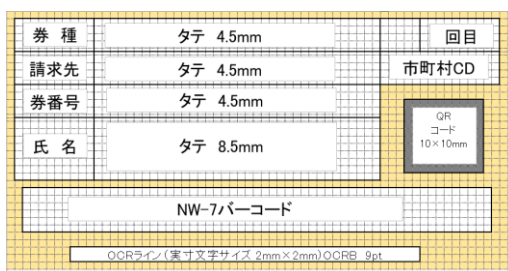 券 種 タテ 4.5mm 回目
請求先 タテ 4.5mm 市町村CD
券番号 タテ 4.5mm
氏 名 タテ 8.5mm
QR
コード
10×10mm
NW-7バーコード
OCRライン(実寸文字サイズ 2mm×2mm)OCRB 9pt